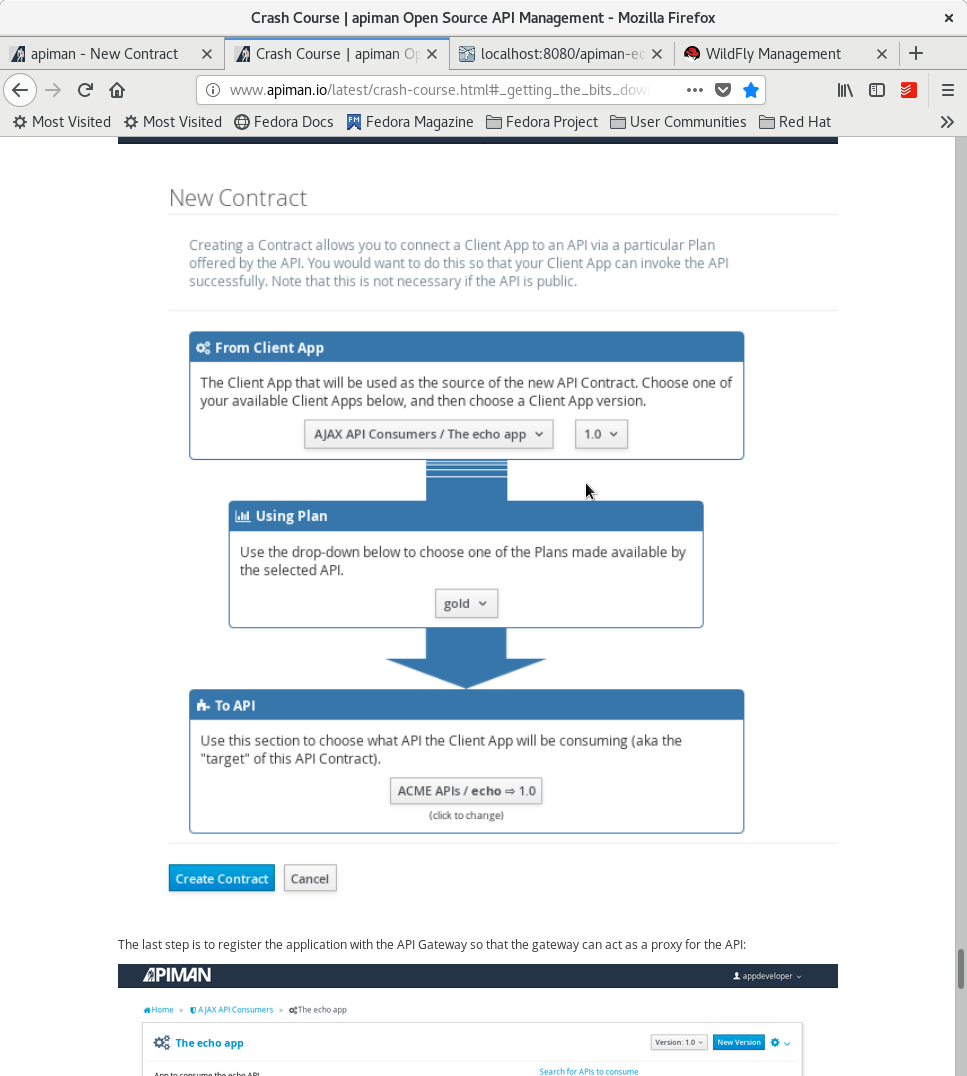 Crash Course | apiman Open Source API Management - Mozilla Firefox
apiman - New Contract
Crash Course | apiman Op
localhost:8080/apiman-ec
WildFly Management
www.apiman.io/latest/crash-course.html#_getting_the_bits_dow
Most Visited
Most Visited
Fedora Docs
FM Fedora Magazine
Fedora Project
User Communities
Red Hat
New Contract
Creating a Contract allows you to connect a Client App to an API via a particular Plan
offered by the API. You would want to do this so that your Client App can invoke the API
successfully. Note that this is not necessary if the API is public.
From Client App
The Client App that will be used as the source of the new API Contract. Choose one of
your available Client Apps below, and then choose a Client App version.
AJAX API Consumers / The echo app
1.0
Using Plan
Use the drop-down below to choose one of the Plans made available by
the selected API.
gold
To API
Use this section to choose what API the Client App will be consuming (aka the
"target" of this API Contract).
ACME APIs / echo ⇨ 1.0
(click to change)
Create Contract
Cancel
The last step is to register the application with the API Gateway so that the gateway can act as a proxy for the API:
APIMAN
appdeveloper
Home » AJAX API Consumers » The echo app
The echo app
Version: 1.0
New Version
App to consume the echo API
Search for APIs to consume